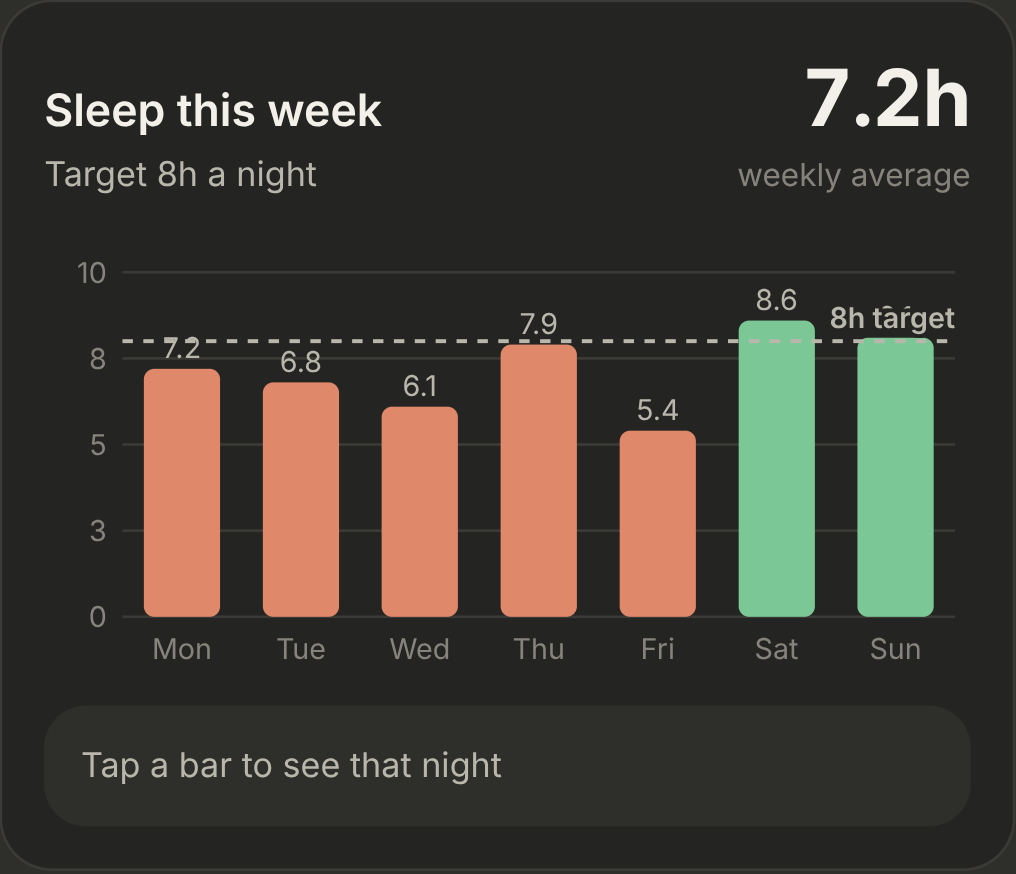 Sleep this week
7.2h
Target 8h a night
weekly average
10
8
5
3
0
7.2
6.8
6.1
7.9
5.4
8.6
8h target
Mon Tue Wed Thu Fri Sat Sun
Tap a bar to see that night